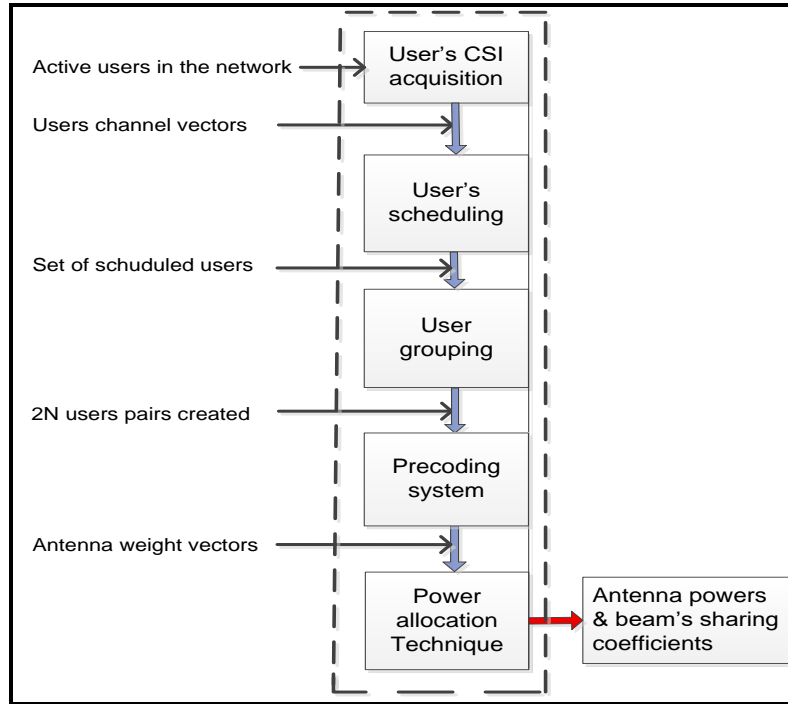 Active users in the network
User's CSI
acquisition
Users channel vectors
User's
scheduling
Set of schuduled users
User
grouping
2N users pairs created
Precoding
system
Antenna weight vectors
Power
allocation
Technique
Antenna powers
& beam's sharing
coefficients